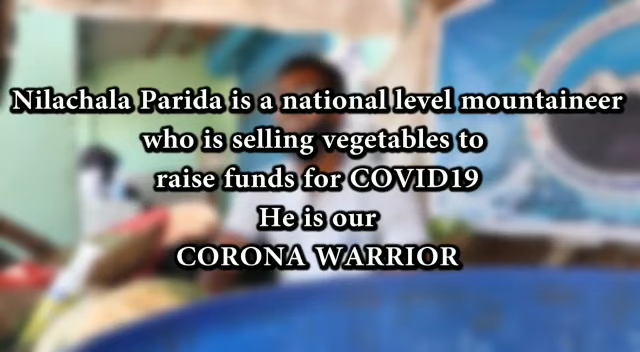 Nilachala Parida is a national level mountaineer
who is selling vegetables to
raise funds for COVID19
He is our
CORONA WARRIOR